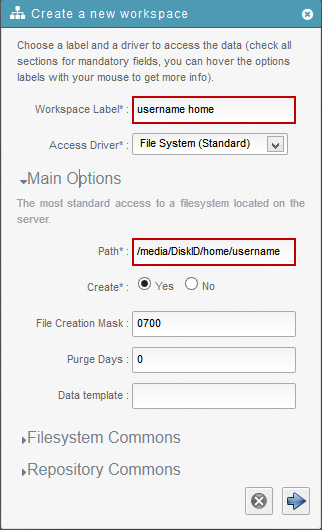 Create a new workspace
Choose a label and a driver to access the data (check all
sections for mandatory fields, you can hover the options
labels with your mouse to get more info).
Workspace Label* : username home
Access Driver* : File System (Standard)
Main Options
The most standard access to a filesystem located on the
server.
Path* : /media/DiskID/home/username
Create* : Yes No
File Creation Mask : 0700
Purge Days : 0
Data template :
Filesystem Commons
Repository Commons